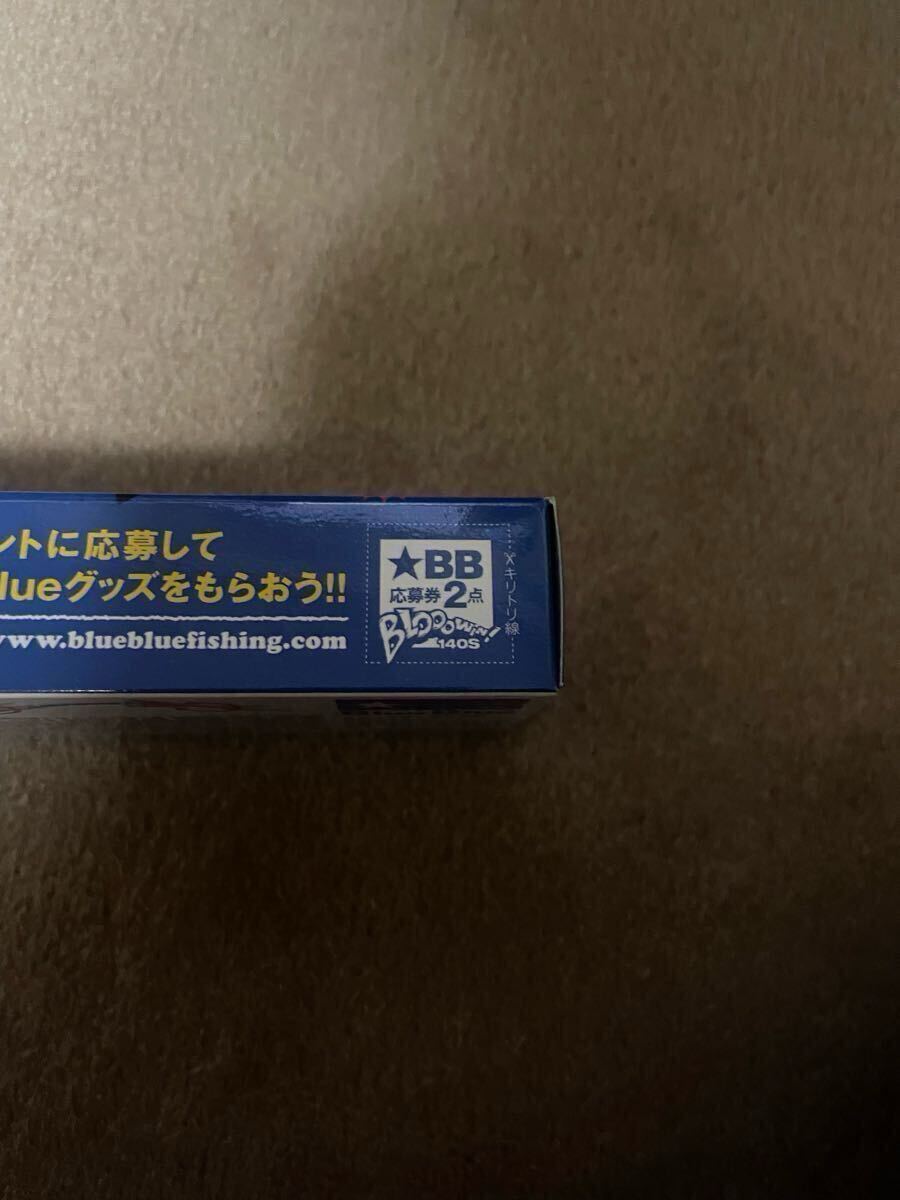 ントに応募して
lueグッズをもらおう!!
www.bluebluefishing.com
★BB
応募券2点
BLOOOWIN!
140S
キリトリ線